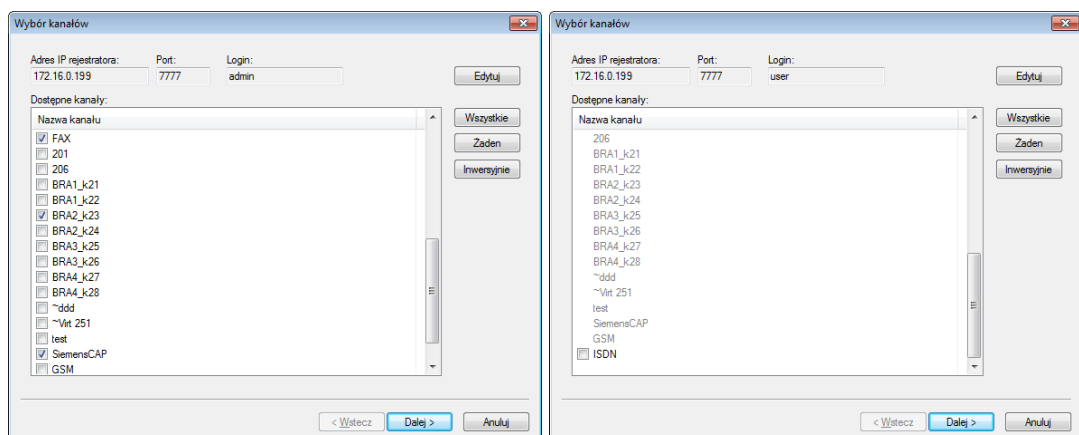 Wybór kanałów
Adres IP rejestratora: Port: Login:
172.16.0.199 7777 admin Edytuj
Dostępne kanały:
Nazwa kanału Wszystkie
FAX
201 Żaden
206 Inwersyjnie
BRA1_k21
BRA1_k22
BRA2_k23
BRA2_k24
BRA3_k25
BRA3_k26
BRA4_k27
BRA4_k28
~ddd
~Virt 251
test
SiemensCAP
GSM
< Wstecz Dalej > Anuluj
Wybór kanałów
Adres IP rejestratora: Port: Login:
172.16.0.199 7777 user Edytuj
Dostępne kanały:
Nazwa kanału Wszystkie
206 Żaden
BRA1_k21
BRA1_k22 Inwersyjnie
BRA2_k23
BRA2_k24
BRA3_k25
BRA3_k26
BRA4_k27
BRA4_k28
~ddd
~Virt 251
test
SiemensCAP
GSM
ISDN
< Wstecz Dalej > Anuluj